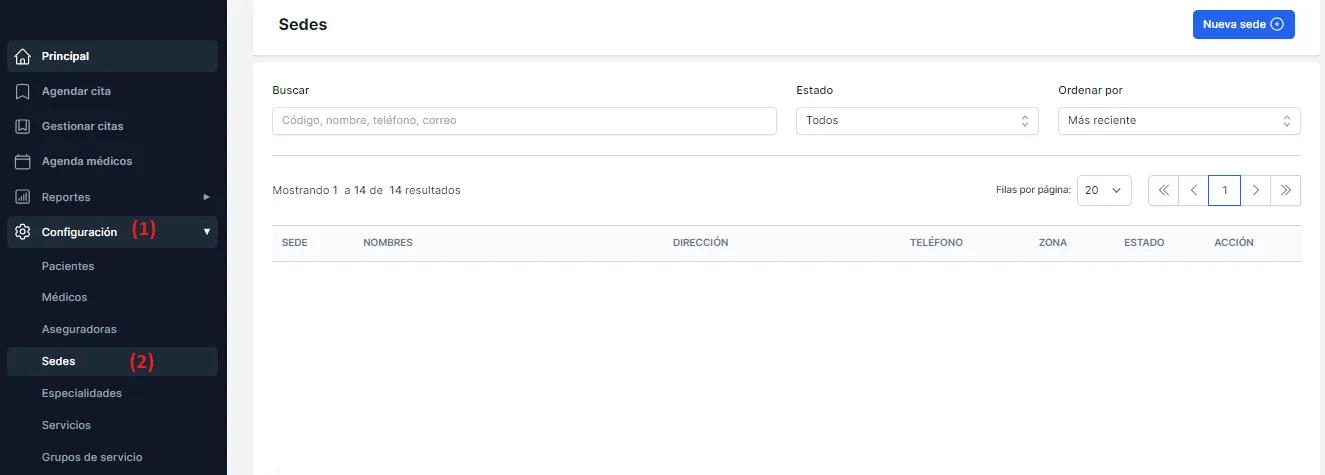 Principal
Agendar cita
Gestionar citas
Agenda médicos
Reportes
Configuración (1)
Pacientes
Médicos
Aseguradoras
Sedes (2)
Especialidades
Servicios
Grupos de servicio
Sedes
Nueva sede
Buscar Estado Ordenar por
Código, nombre, teléfono, correo Todos Más reciente
Mostrando 1 a 14 de 14 resultados Filas por página: 20 1
SEDE NOMBRES DIRECCIÓN TELÉFONO ZONA ESTADO ACCIÓN